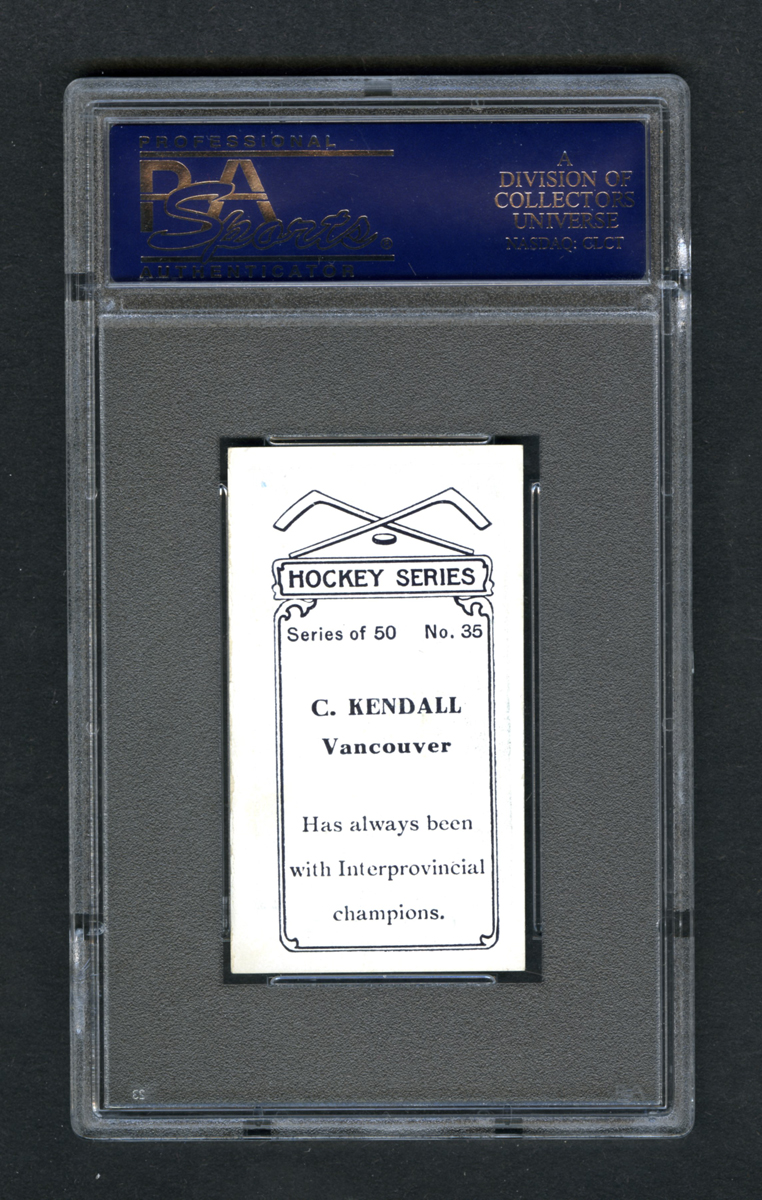 PROFESSIONAL
PSA
Sports®
AUTHENTICATOR
A
DIVISION OF
COLLECTORS
UNIVERSE
NASDAQ: CLCT
HOCKEY SERIES
Series of 50 No. 35
C. KENDALL
Vancouver
Has always been
with Interprovincial
champions.